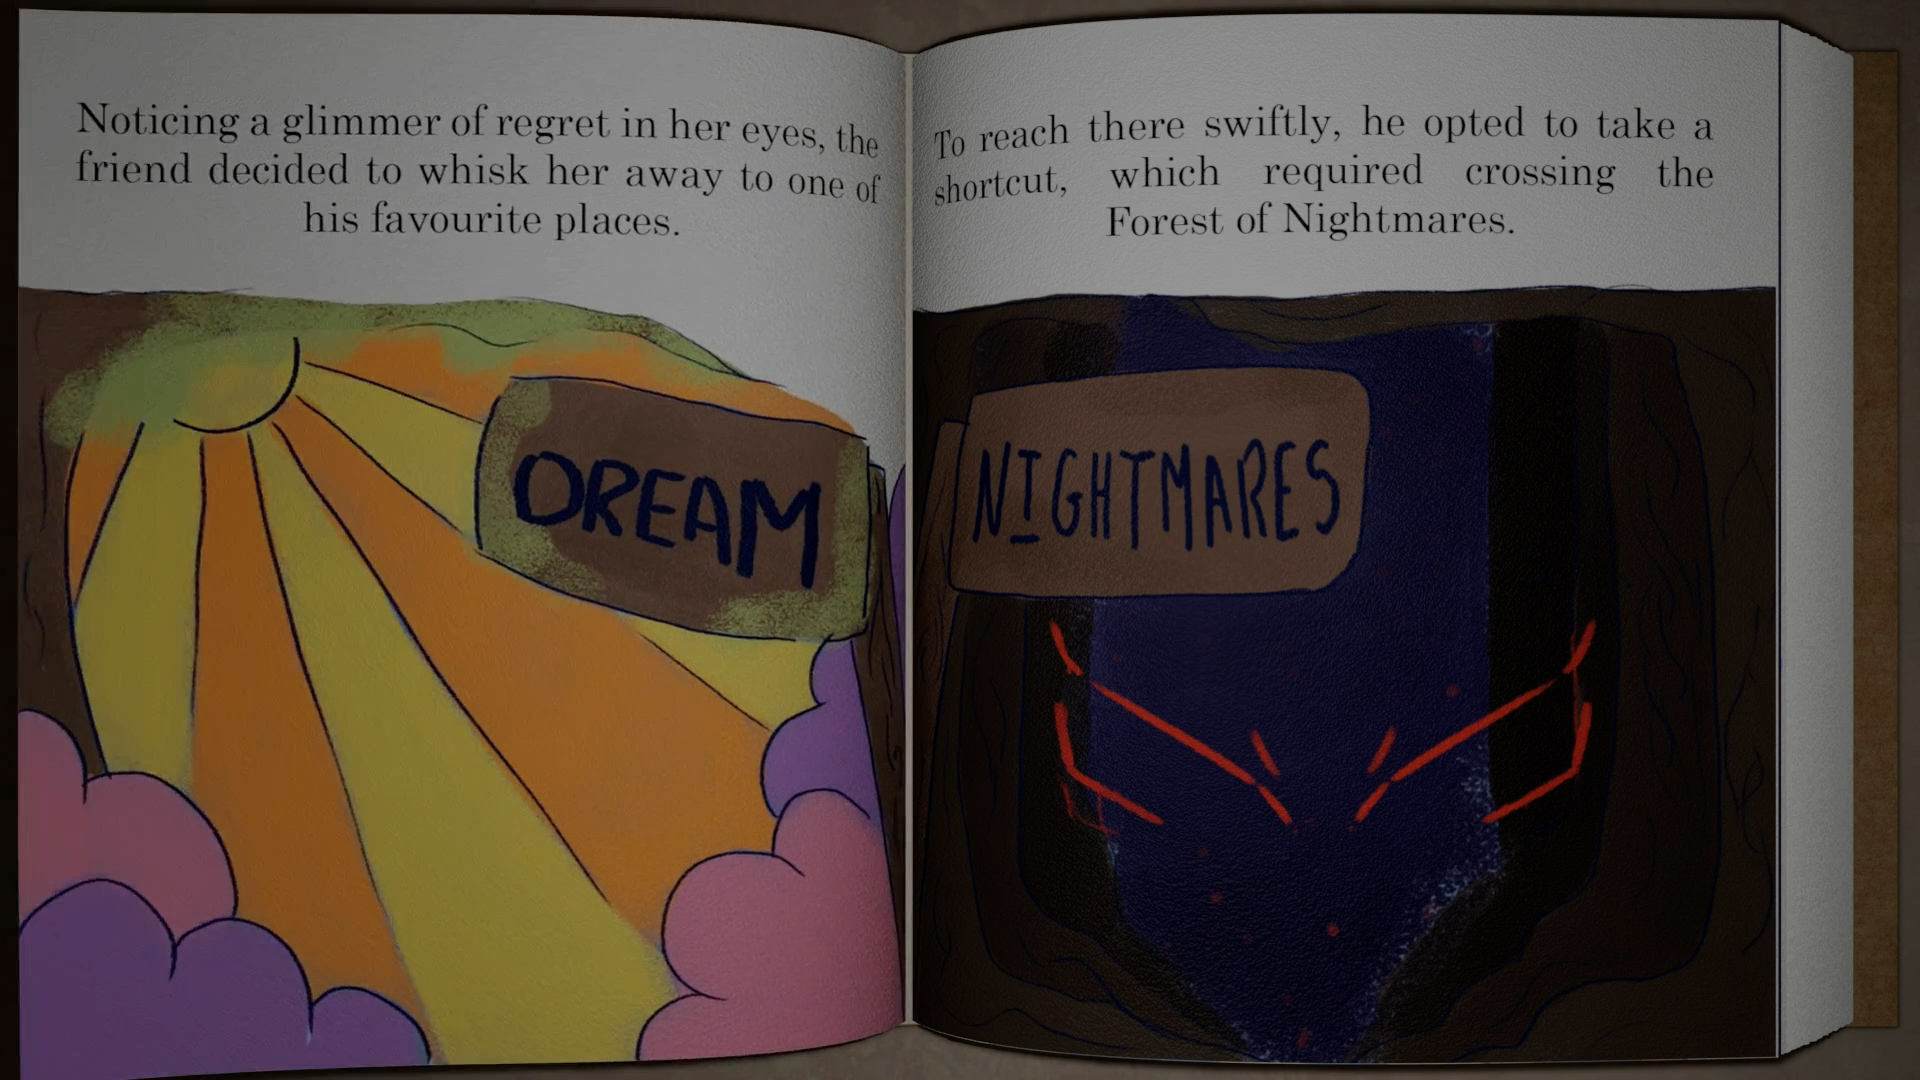 Noticing a glimmer of regret in her eyes, the
friend decided to whisk her away to one of
his favourite places.
DREAM
To reach there swiftly, he opted to take a
shortcut, which required crossing the
Forest of Nightmares.
NIGHTMARES